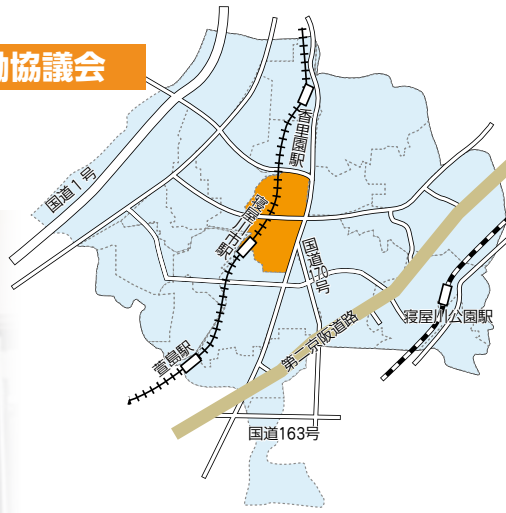 協議会
香里園駅
国道1号
寝屋川市駅
国道170号
寝屋川公園駅
第二京阪道路
萱島駅
国道163号